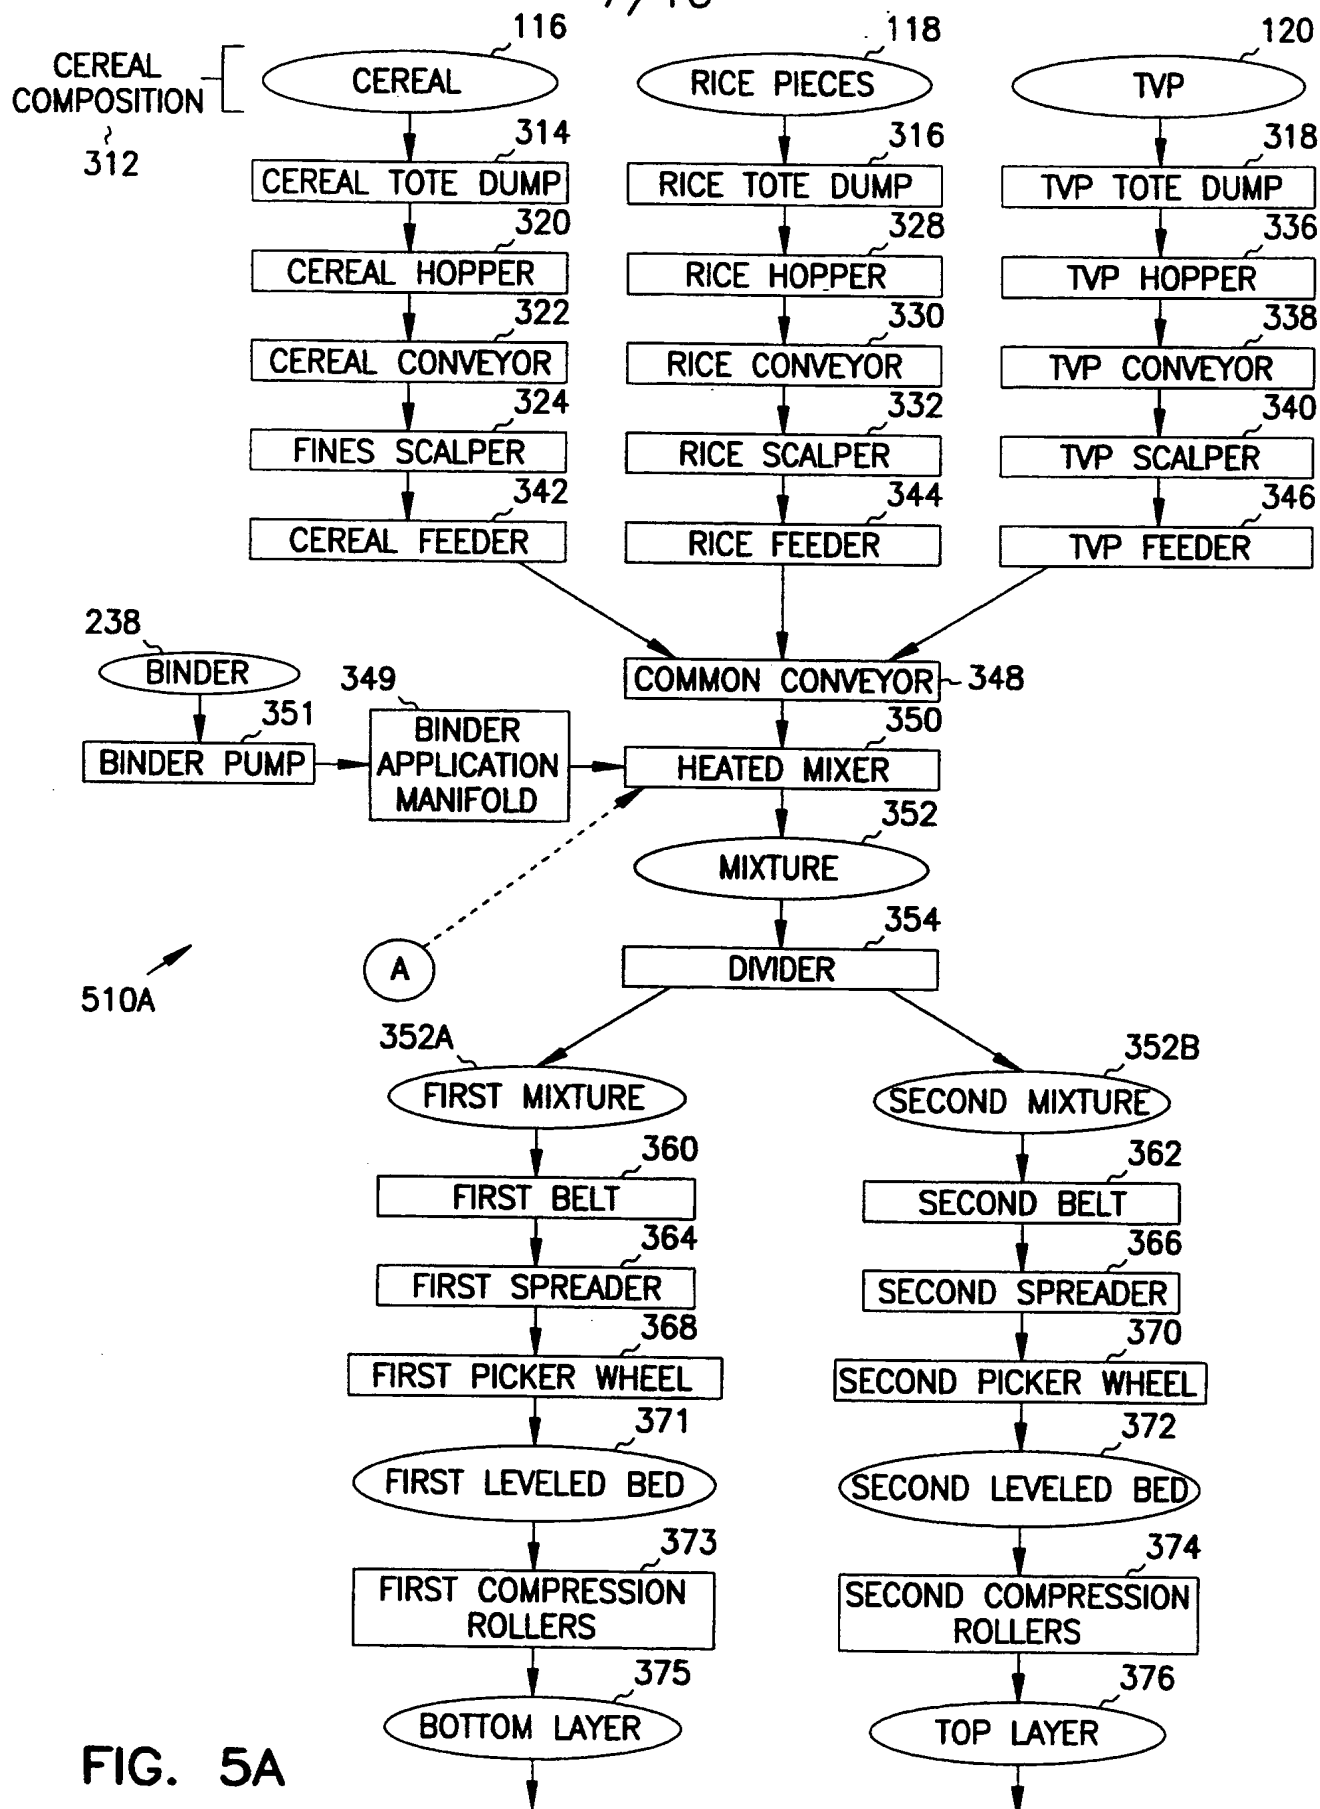 116
118
120
CEREAL
COMPOSITION
312
CEREAL
RICE PIECES
TVP
314
316
318
CEREAL TOTE DUMP
RICE TOTE DUMP
TVP TOTE DUMP
320
328
336
CEREAL HOPPER
RICE HOPPER
TVP HOPPER
322
330
338
CEREAL CONVEYOR
RICE CONVEYOR
TVP CONVEYOR
324
332
340
FINES SCALPER
RICE SCALPER
TVP SCALPER
342
344
346
CEREAL FEEDER
RICE FEEDER
TVP FEEDER
238
BINDER
349
COMMON CONVEYOR
348
351
350
BINDER PUMP
BINDER
APPLICATION
MANIFOLD
HEATED MIXER
352
MIXTURE
354
A
DIVIDER
510A
352A
352B
FIRST MIXTURE
SECOND MIXTURE
360
362
FIRST BELT
SECOND BELT
364
366
FIRST SPREADER
SECOND SPREADER
368
370
FIRST PICKER WHEEL
SECOND PICKER WHEEL
371
372
FIRST LEVELED BED
SECOND LEVELED BED
373
374
FIRST COMPRESSION
ROLLERS
SECOND COMPRESSION
ROLLERS
375
376
BOTTOM LAYER
TOP LAYER
FIG. 5A